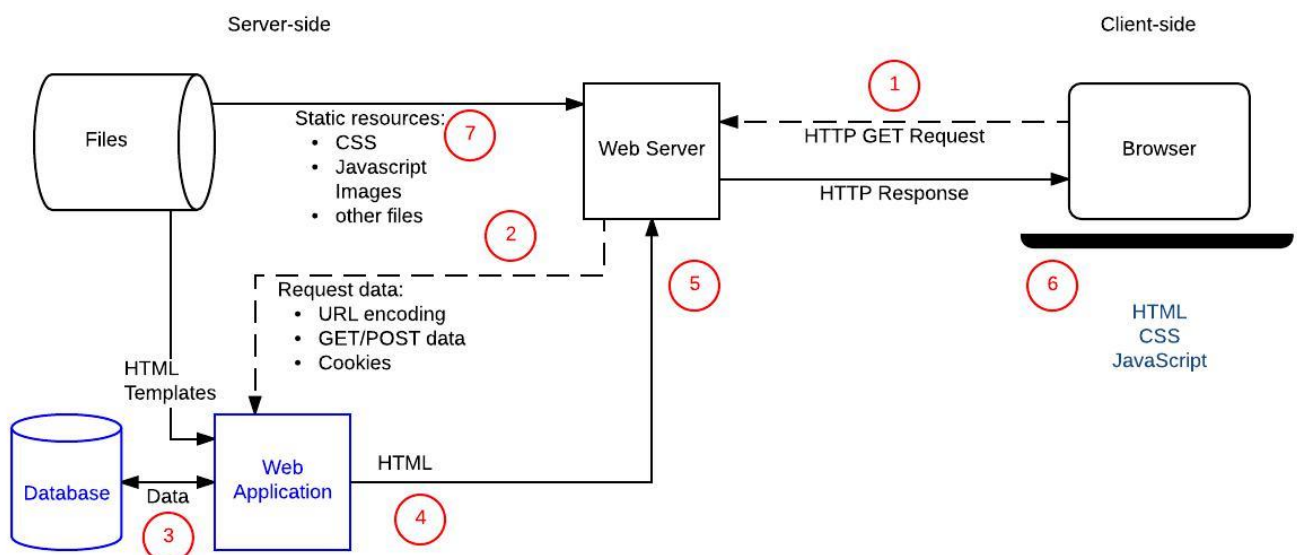 Server-side
Client-side
Files
Static resources:
• CSS
• Javascript
Images
• other files
7
Web Server
1
HTTP GET Request
HTTP Response
Browser
2
Request data:
• URL encoding
• GET/POST data
• Cookies
5
6
HTML
CSS
JavaScript
HTML
Templates
Database
Data
3
Web
Application
HTML
4